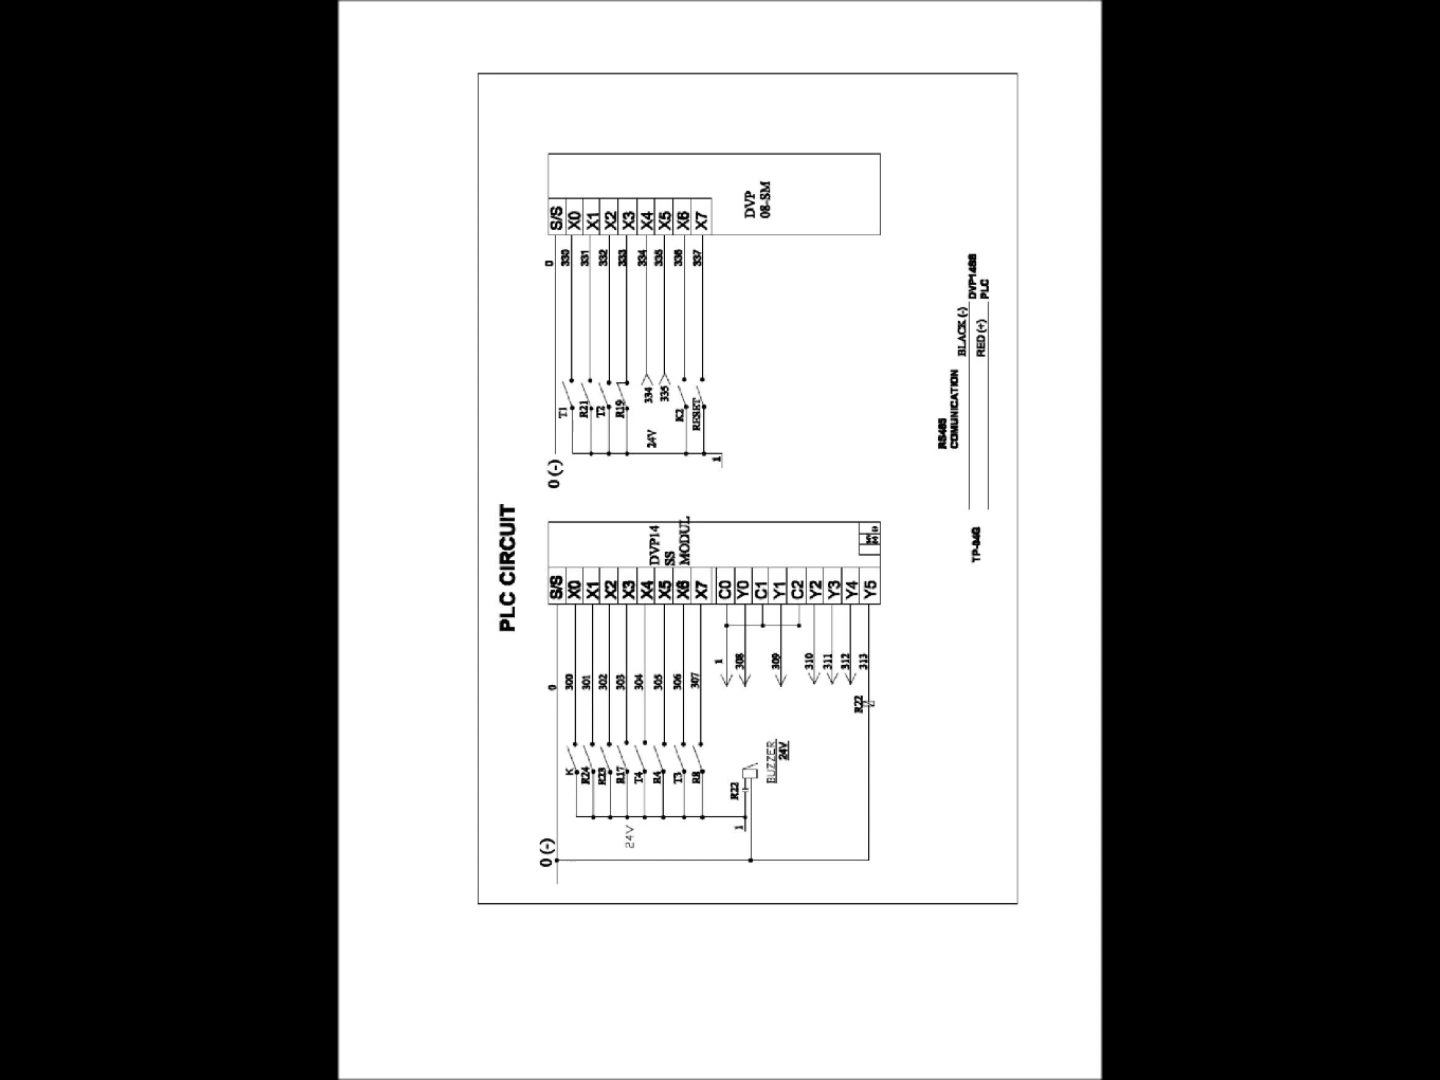 PLC CIRCUIT
0 (-)
0
300
301
302
303
304
305
306
307
K
R24
R23
R17
T4
R4
T3
R8
24V
1
R22
BUZZER
24V
S/S
X0
X1
X2
X3
X4
X5
X6
X7
C0
Y0
C1
Y1
C2
Y2
Y3
Y4
Y5
DVP14
SS
MODUL
1
308
309
310
311
312
313
R22
0 (-)
0
330
331
332
333
334
335
336
337
T1
R21
T2
R19
334
335
K2
RESET
24V
1
S/S
X0
X1
X2
X3
X4
X5
X6
X7
DVP
08-SM
RS485
COMUNICATION
TP-04G
BLACK (-)
RED (+)
DVP14SS
PLC